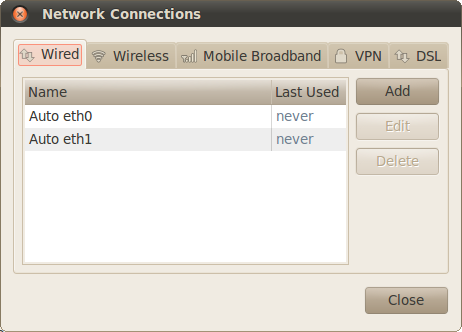 Network Connections
Wired Wireless Mobile Broadband VPN DSL
Name Last Used
Auto eth0 never
Auto eth1 never
Add
Edit
Delete
Close